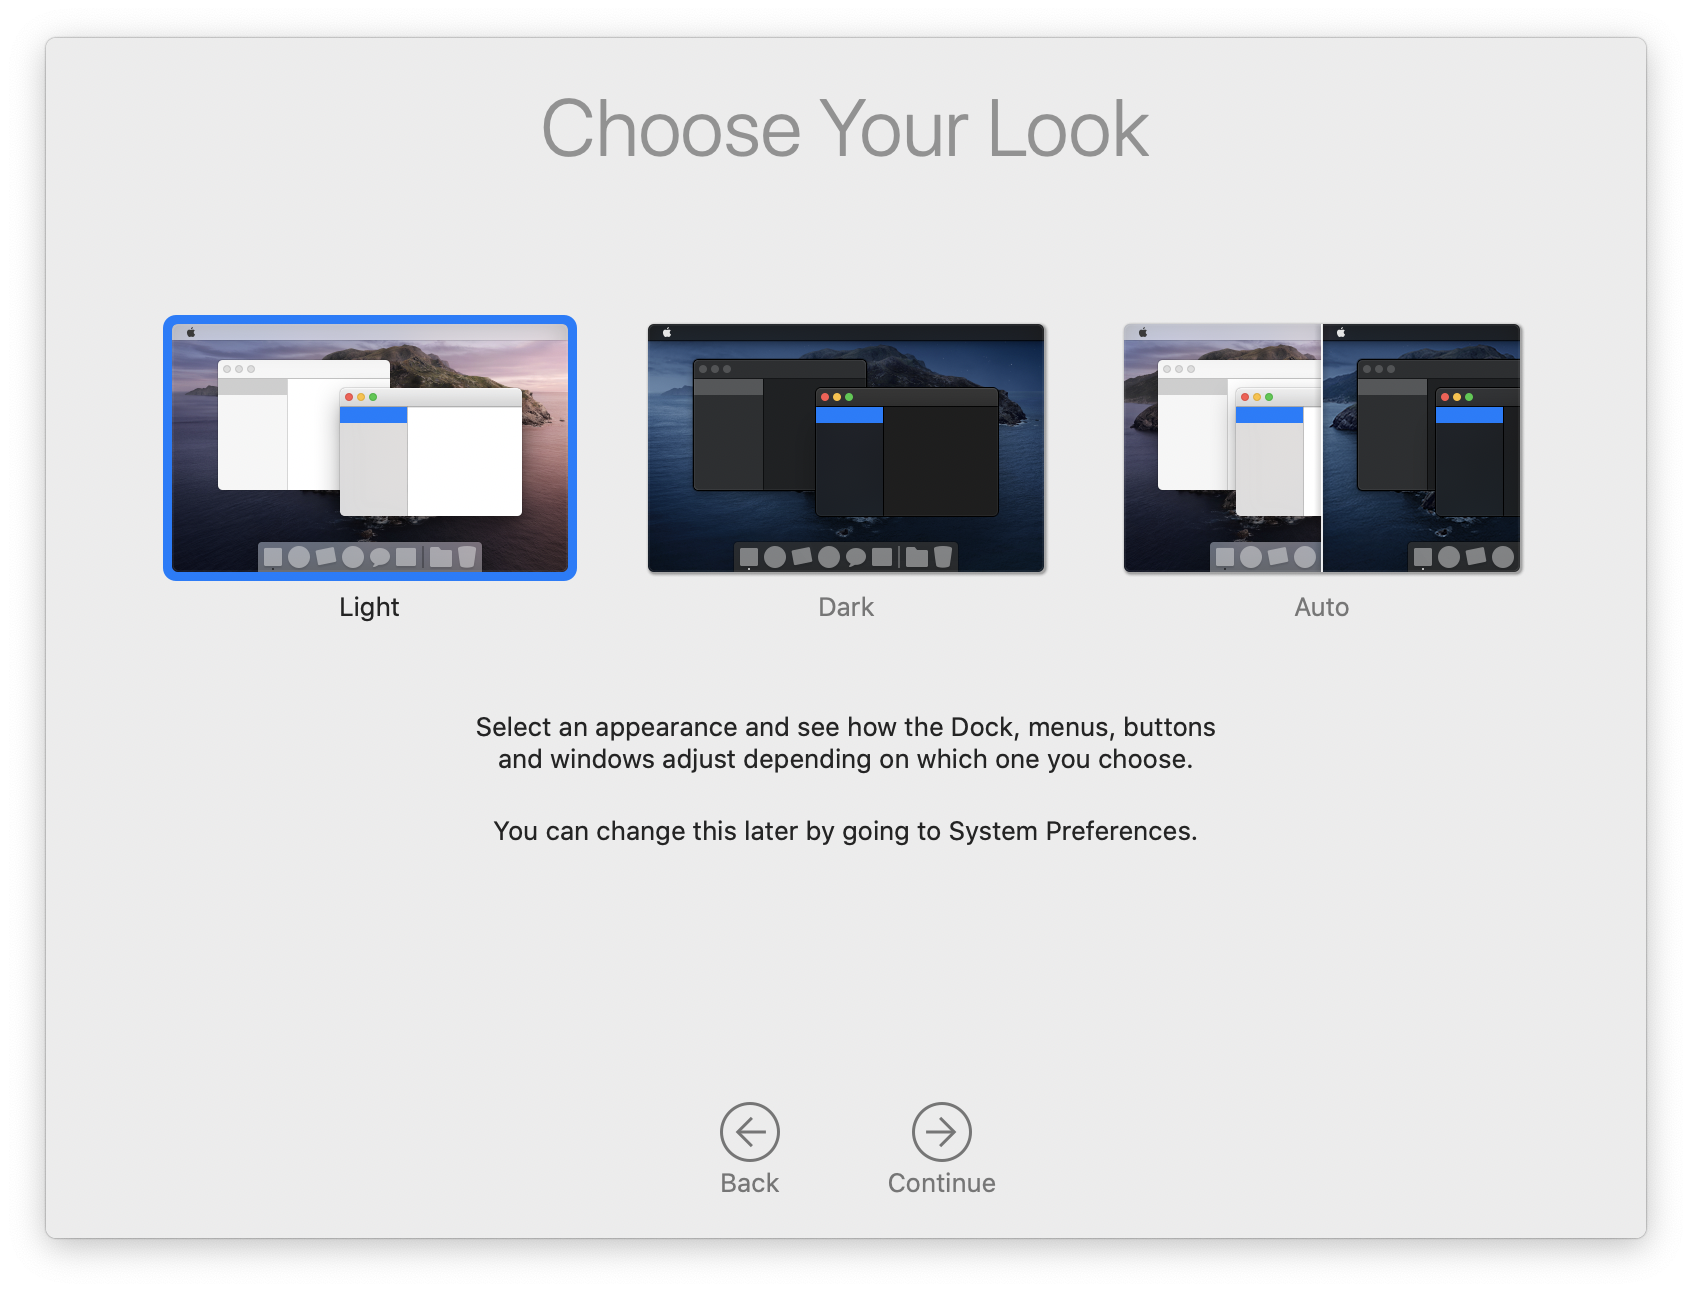 Choose Your Look
Light
Dark
Auto
Select an appearance and see how the Dock, menus, buttons
and windows adjust depending on which one you choose.
You can change this later by going to System Preferences.
Back
Continue